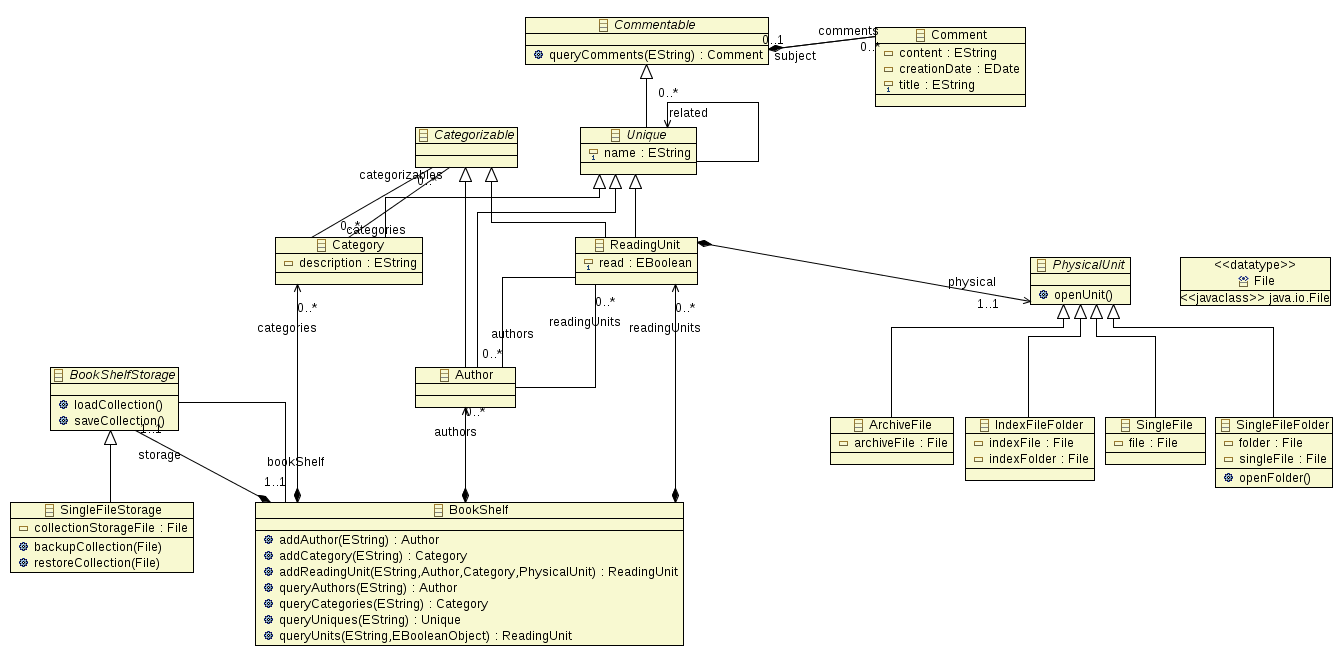 Commentable
queryComments(EString) : Comment
0..1
subject
comments
0..*
Comment
content : EString
creationDate : EDate
title : EString
0..*
related
Categorizable
Unique
name : EString
categorizables
0..*
0..*
categories
Category
description : EString
ReadingUnit
read : EBoolean
physical
1..1
PhysicalUnit
openUnit()
<<datatype>>
File
<<javaclass>> java.io.File
0..*
categories
0..*
readingUnits
0..*
readingUnits
authors
0..*
BookShelfStorage
loadCollection()
saveCollection()
1..1
storage
Author
0..*
authors
ArchiveFile
archiveFile : File
IndexFileFolder
indexFile : File
indexFolder : File
SingleFile
file : File
SingleFileFolder
folder : File
singleFile : File
openFolder()
bookShelf
1..1
SingleFileStorage
collectionStorageFile : File
backupCollection(File)
restoreCollection(File)
BookShelf
addAuthor(EString) : Author
addCategory(EString) : Category
addReadingUnit(EString,Author,Category,PhysicalUnit) : ReadingUnit
queryAuthors(EString) : Author
queryCategories(EString) : Category
queryUniques(EString) : Unique
queryUnits(EString,EBooleanObject) : ReadingUnit